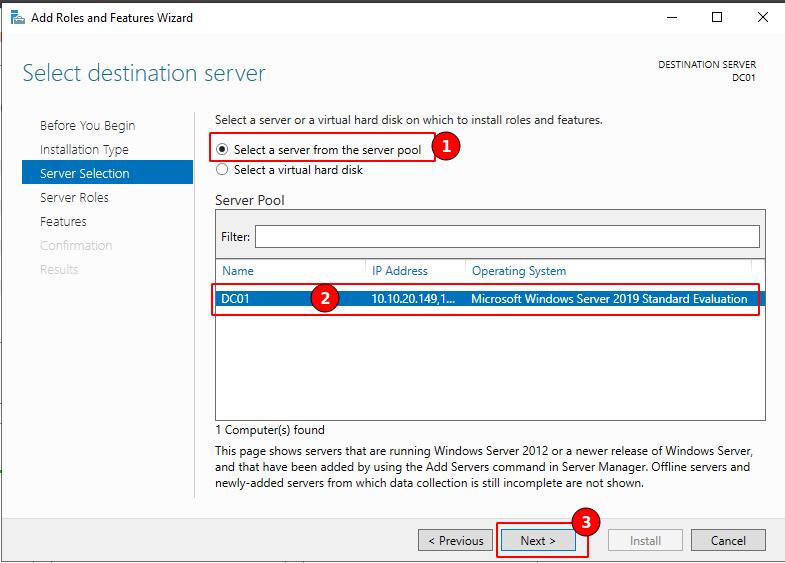 Add Roles and Features Wizard
Select destination server
DESTINATION SERVER
DC01
Before You Begin
Installation Type
Server Selection
Server Roles
Features
Confirmation
Results
Select a server or a virtual hard disk on which to install roles and features.
Select a server from the server pool
1
Select a virtual hard disk
Server Pool
Filter:
Name IP Address Operating System
DC01 2 10.10.20.149,1... Microsoft Windows Server 2019 Standard Evaluation
1 Computer(s) found
This page shows servers that are running Windows Server 2012 or a newer release of Windows Server,
and that have been added by using the Add Servers command in Server Manager. Offline servers and
newly-added servers from which data collection is still incomplete are not shown.
3
< Previous Next > Install Cancel